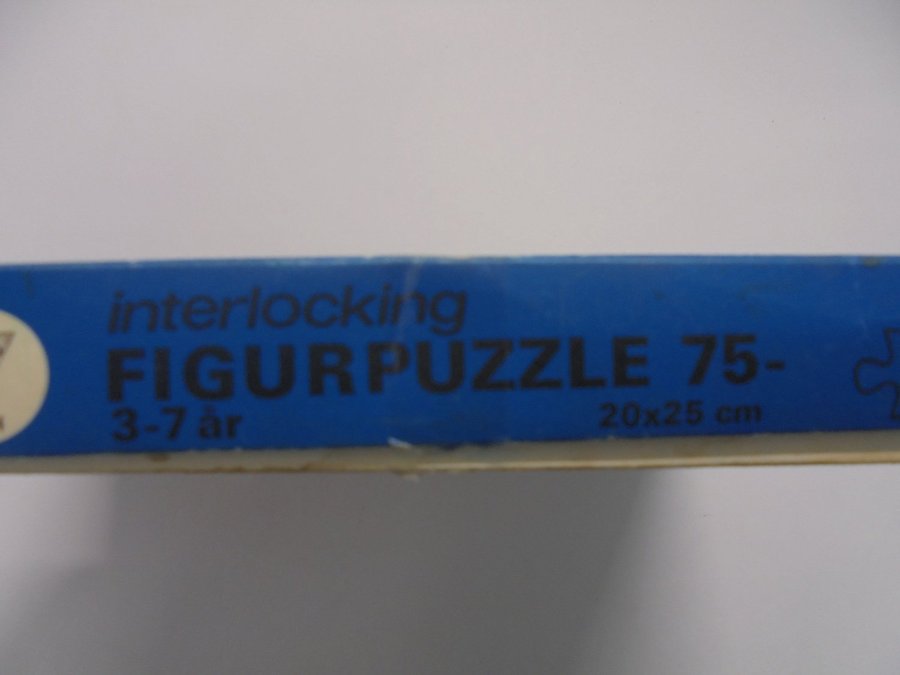 interlocking
FIGURPUZZLE 75-
3-7 år
20x25 cm